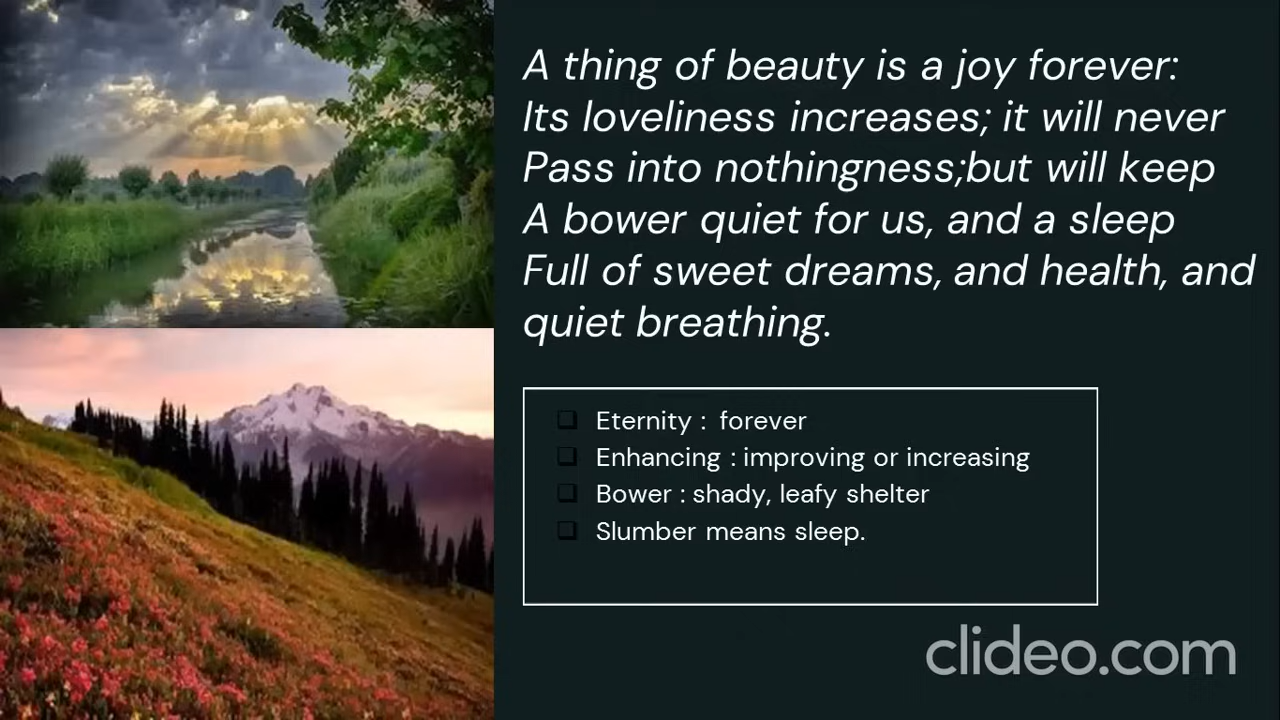 A thing of beauty is a joy forever:
Its loveliness increases; it will never
Pass into nothingness;but will keep
A bower quiet for us, and a sleep
Full of sweet dreams, and health, and
quiet breathing.
Eternity : forever
Enhancing : improving or increasing
Bower : shady, leafy shelter
Slumber means sleep.
clideo.com